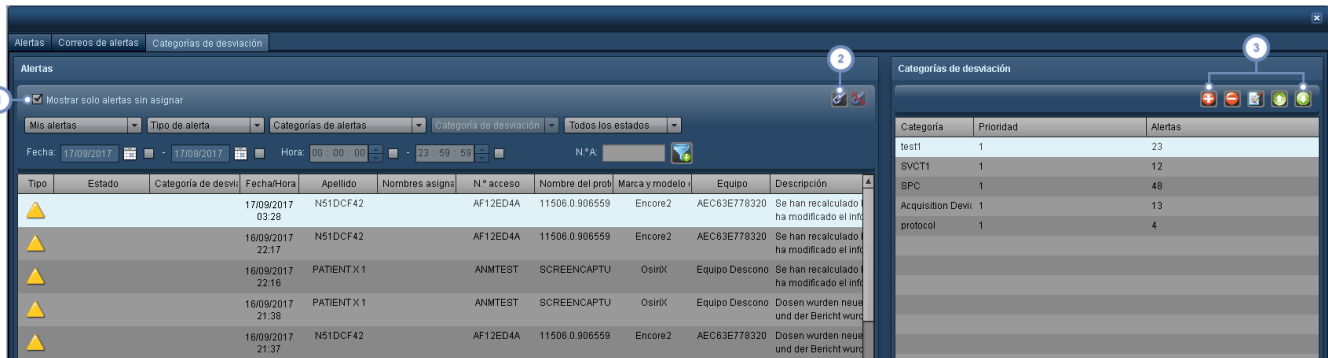 Alertas Correos de alertas Categorías de desviación
Alertas
Categorías de desviación
2
3
Mostrar solo alertas sin asignar
Mis alertas Tipo de alerta Categorías de alertas Categoría de desviación Todos los estados
Fecha: 17/09/2017 - 17/09/2017 Hora: 00 : 00 : 00 - 23 : 59 : 59 N.ºA:
Tipo Estado Categoría de desvia Fecha/Hora Apellido Nombres asigna N.º acceso Nombre del prot Marca y modelo Equipo Descripción
17/09/2017 03:28 N51DCF42 AF12ED4A 11506.0.906559 Encore2 AEC63E778320 Se han recalculado
ha modificado el info
16/09/2017 22:17 N51DCF42 AF12ED4A 11506.0.906559 Encore2 AEC63E778320 Se han recalculado
ha modificado el info
16/09/2017 22:16 PATIENT X 1 ANMTEST SCREENCAPTU OsiriX Equipo Descono Se han recalculado
ha modificado el info
16/09/2017 21:38 PATIENT X 1 ANMTEST SCREENCAPTU OsiriX Equipo Descono Dosen wurden neue
und der Bericht wurd
16/09/2017 21:37 N51DCF42 AF12ED4A 11506.0.906559 Encore2 AEC63E778320 Dosen wurden neue
und der Bericht wurd
Categoría Prioridad Alertas
test1 1 23
SVCT1 1 12
SPC 1 48
Acquisition Devi 1 13
protocol 1 4